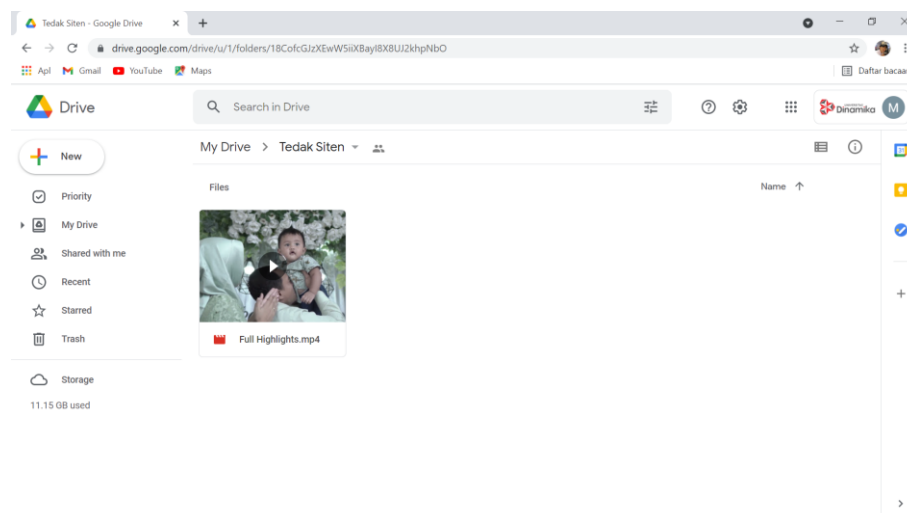 Tedak Siten - Google Drive
drive.google.com/drive/u/1/folders/18CofcGJzXEwW5iiXBayI8X8UJ2khpNbO
Apl Gmail YouTube Maps Daftar bacaa
Drive Search in Drive Dinamika M
New My Drive > Tedak Siten
Files Name
Priority
My Drive
Shared with me
Recent
Starred
Trash
Full Highlights.mp4
Storage
11.15 GB used